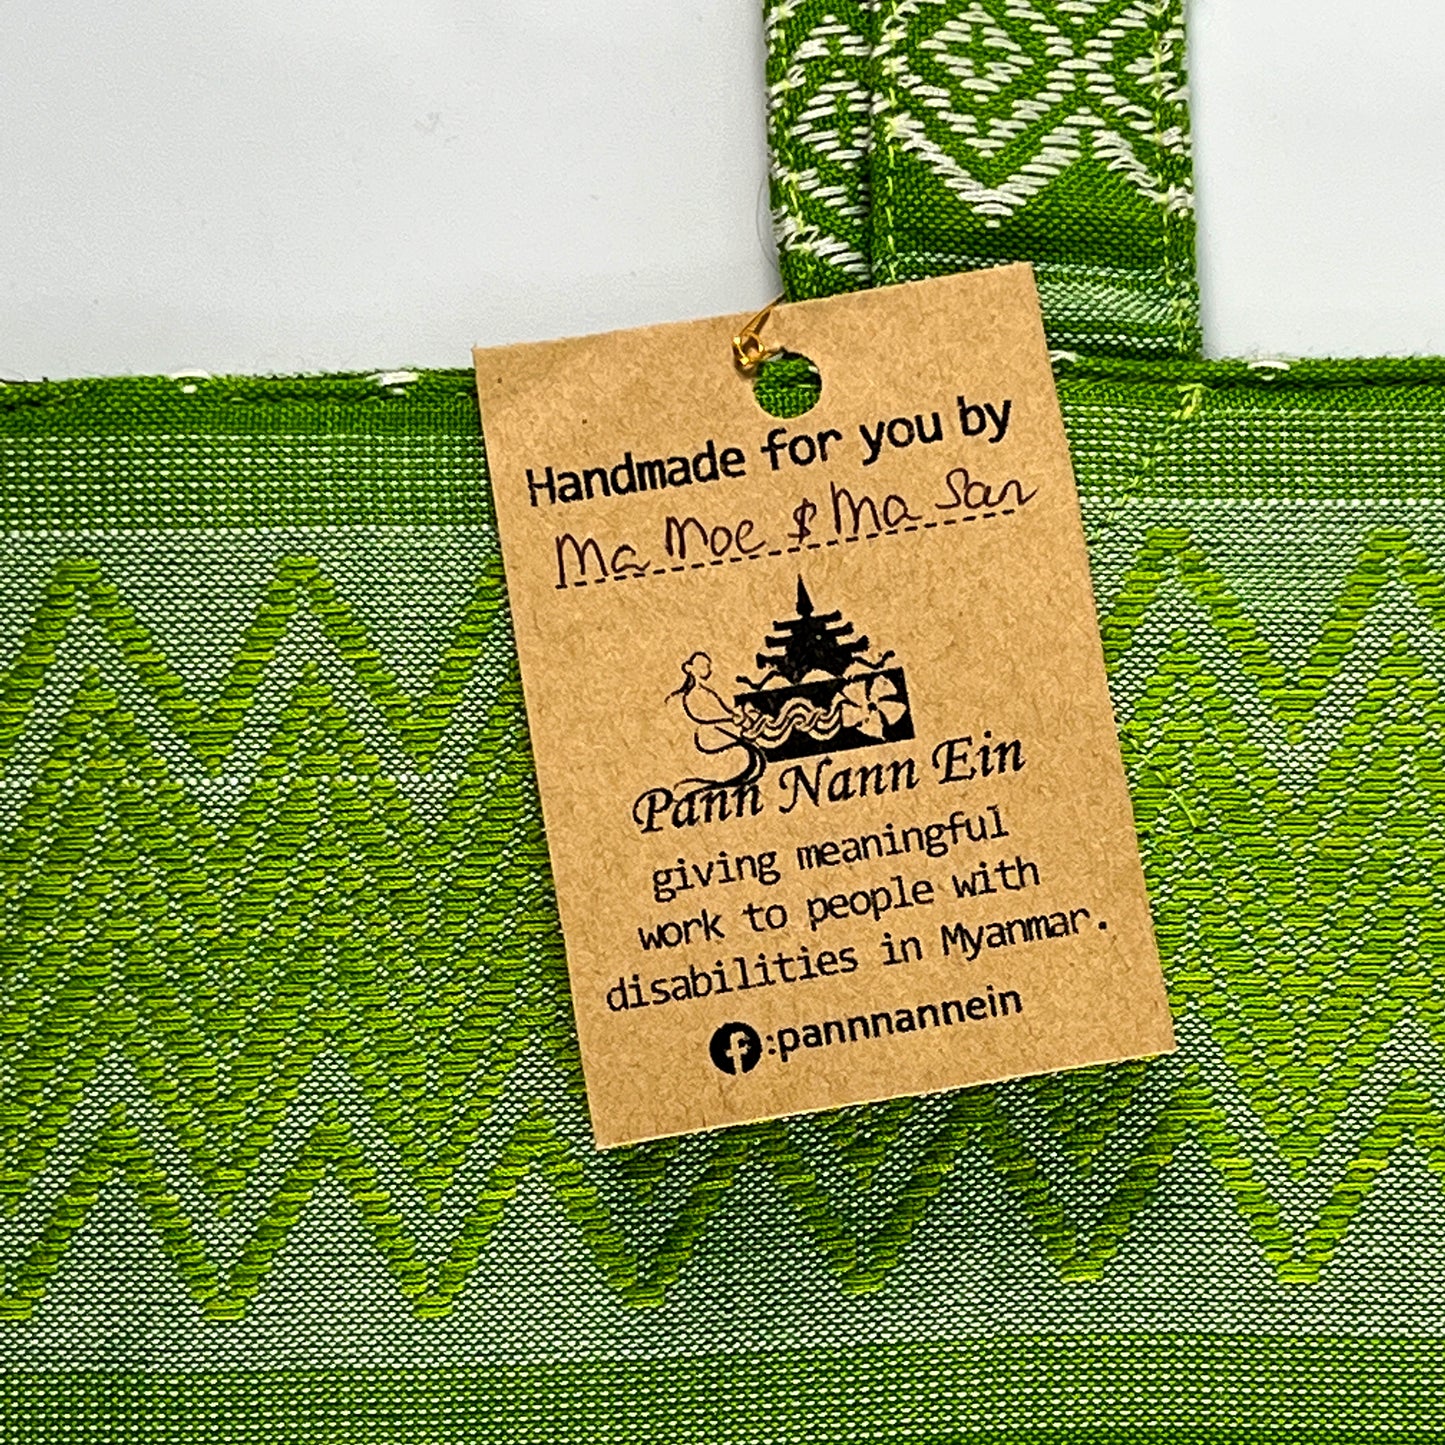 Handmade for you by
Ma Moe & Ma San
Pann Nann Ein
giving meaningful
work to people with
disabilities in Myanmar.
f:pannnannein